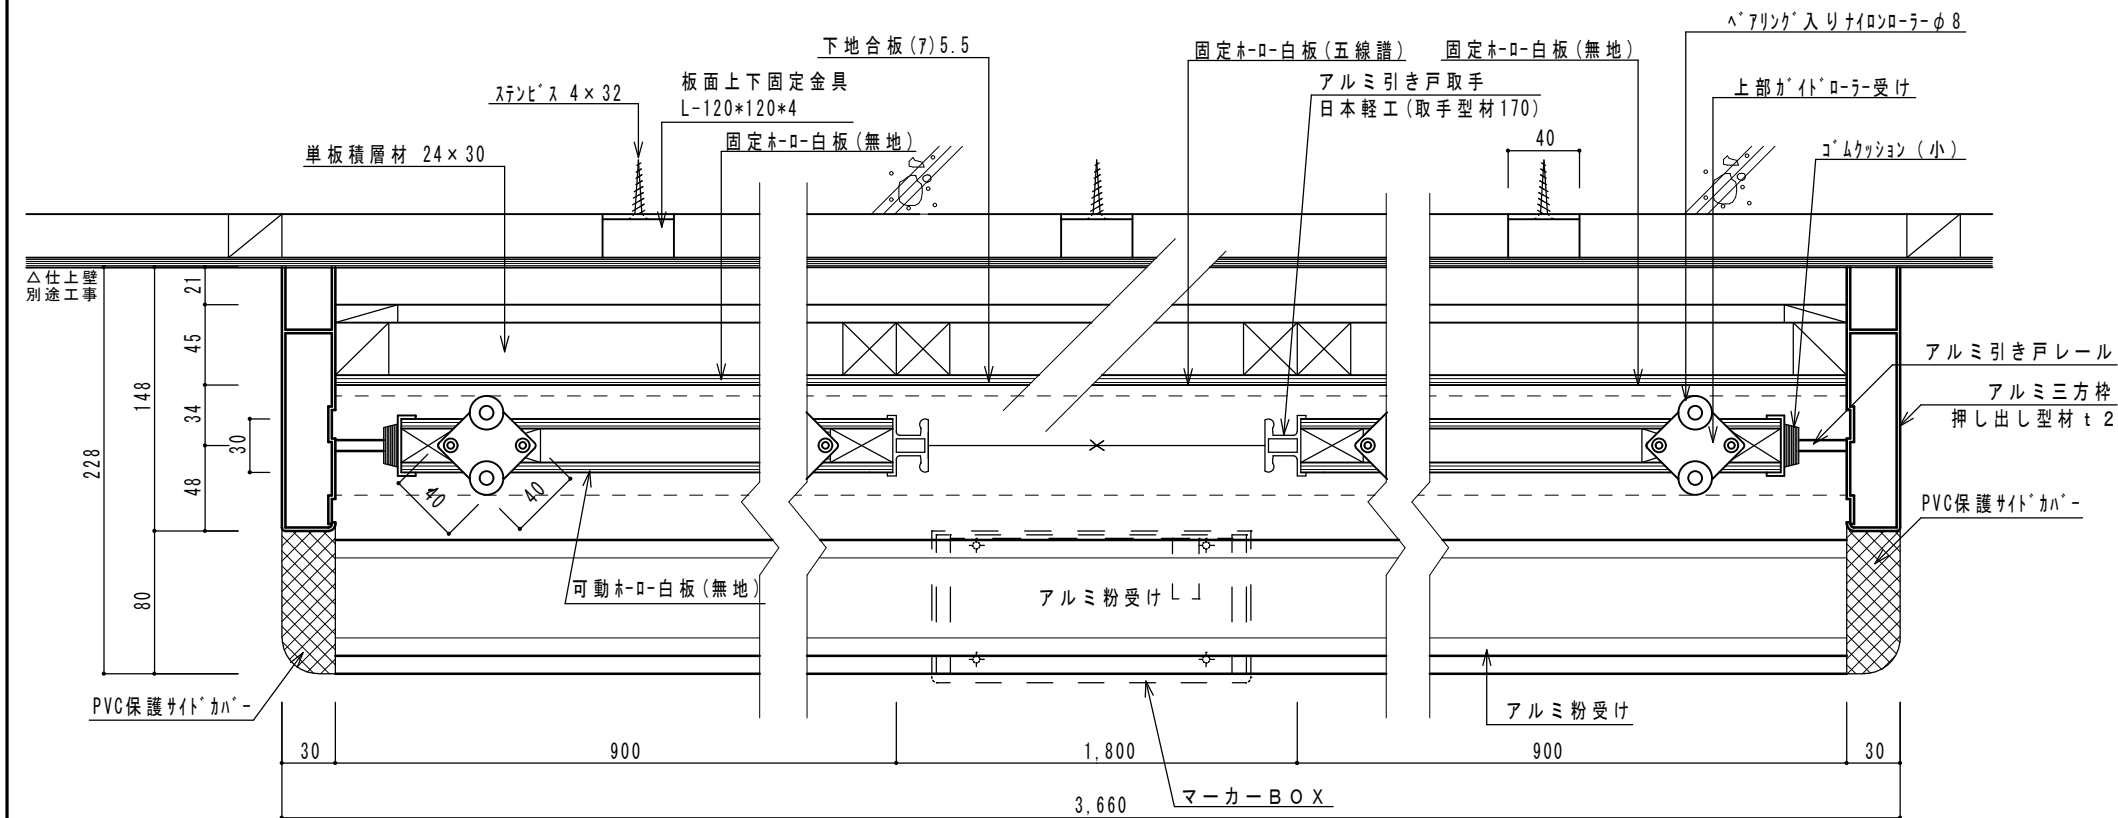 ベアリング入りナイロンローラーφ8
下地合板(ｱ)5.5
固定ホーロー白板(五線譜)
固定ホーロー白板(無地)
板面上下固定金具
L-120*120*4
アルミ引き戸取手
日本軽工(取手型材170)
ステンビス 4×32
上部ガイドローラー受け
固定ホーロー白板(無地)
40
単板積層材 24×30
ゴムクッション(小)
△仕上壁
別途工事
21
45
148
34
30
228
48
80
40
40
アルミ引き戸レール
アルミ三方枠
押し出し型材 t 2
PVC保護サイドカバー
可動ホーロー白板(無地)
アルミ粉受け
PVC保護サイドカバー
アルミ粉受け
30
900
1,800
900
30
マーカーBOX
3,660